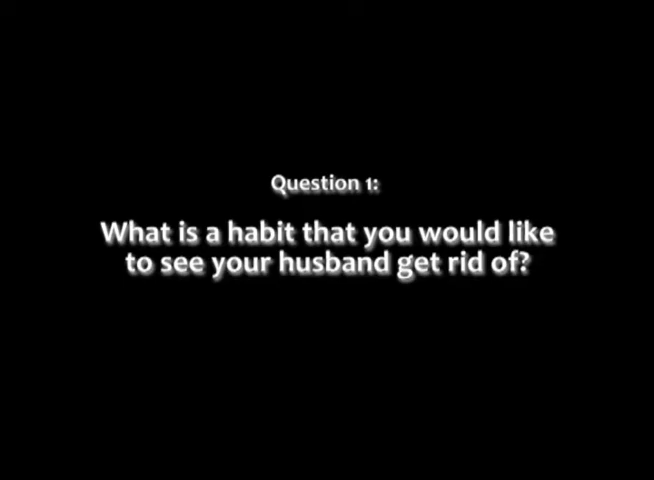 Question 1:
What is a habit that you would like
to see your husband get rid of?